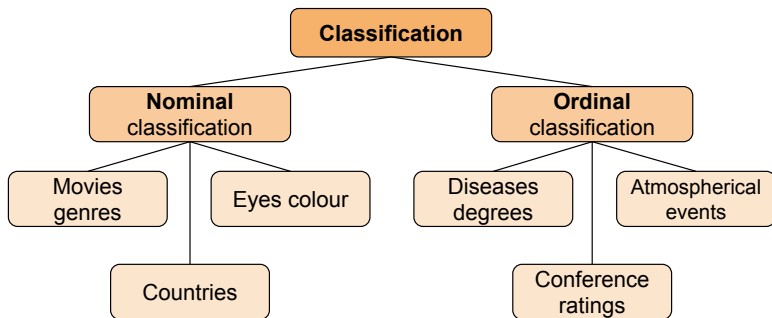 Classification
Nominal
classification
Ordinal
classification
Movies
genres
Eyes colour
Diseases
degrees
Atmospherical
events
Countries
Conference
ratings